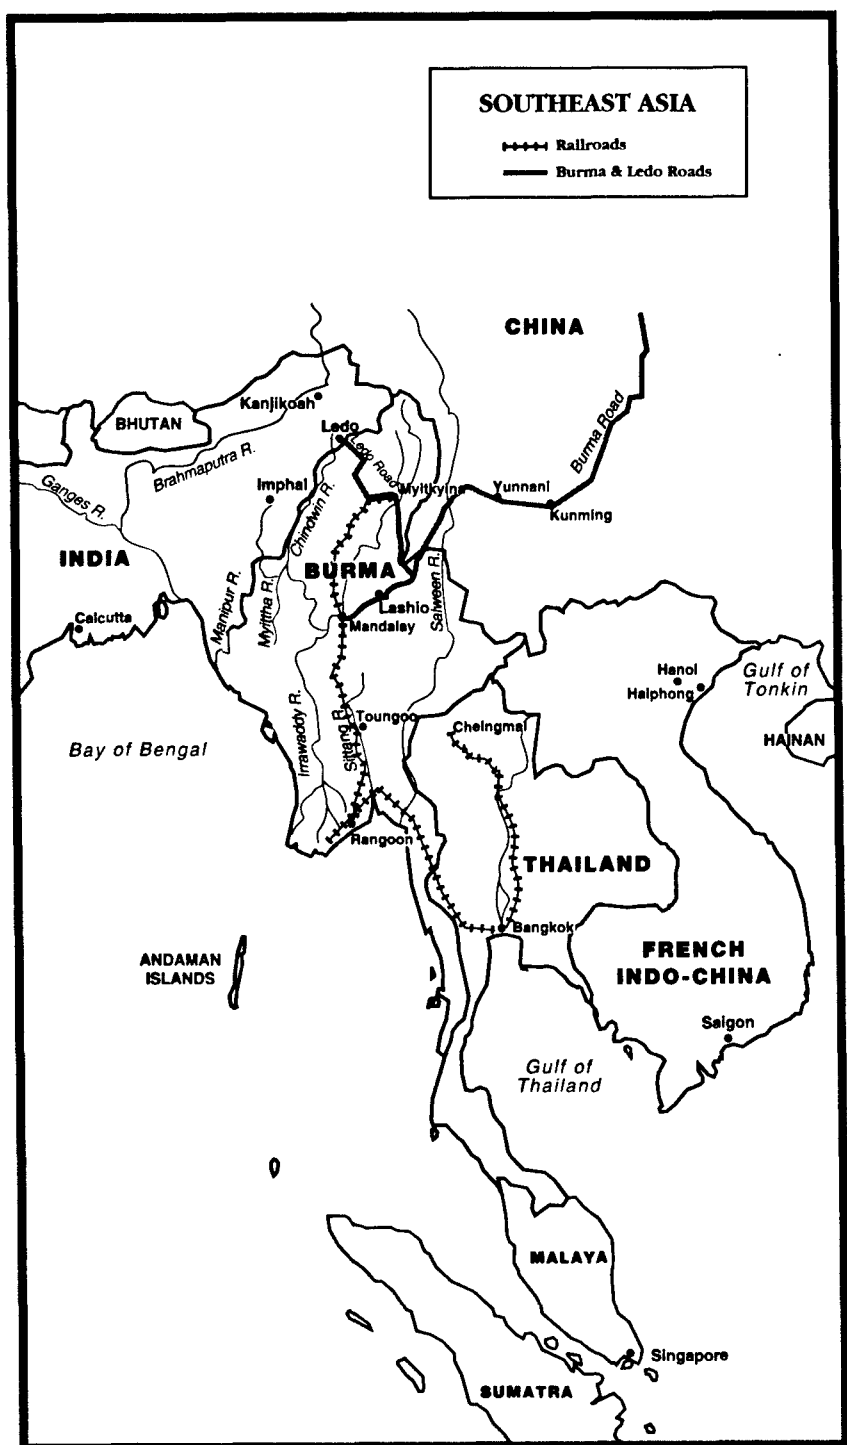 SOUTHEAST ASIA
Railroads
Burma & Ledo Roads
CHINA
Kanjikoah
BHUTAN
Burma Road
Ledo
Ledo Road
Brahmaputra R.
Ganges R.
Imphal
Chindwin R.
Myitkyina
Yunnani
Kunming
INDIA
BURMA
Manipur R.
Myittha R.
Salween R.
Lashio
Calcutta
Mandalay
Hanoi
Haiphong
Gulf of
Tonkin
Irrawaddy R.
Sittang R.
Toungoo
Cheingmai
HAINAN
Bay of Bengal
Rangoon
THAILAND
Bangkok
FRENCH
INDO-CHINA
ANDAMAN
ISLANDS
Saigon
Gulf of
Thailand
MALAYA
Singapore
SUMATRA